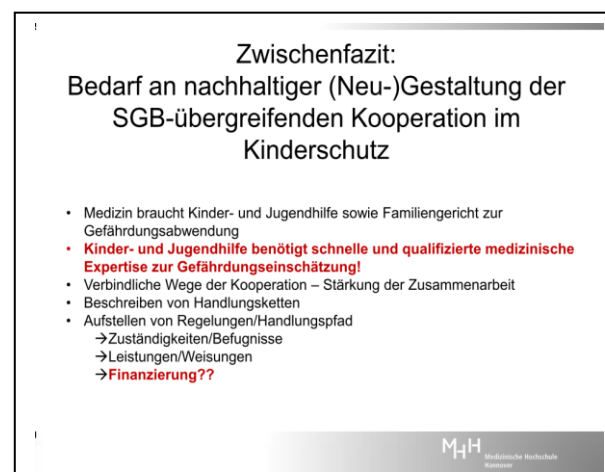 Zwischenfazit:
Bedarf an nachhaltiger (Neu-)Gestaltung der
SGB-übergreifenden Kooperation im
Kinderschutz
• Medizin braucht Kinder- und Jugendhilfe sowie Familiengericht zur
Gefährdungsabwendung
• Kinder- und Jugendhilfe benötigt schnelle und qualifizierte medizinische
Expertise zur Gefährdungseinschätzung!
• Verbindliche Wege der Kooperation – Stärkung der Zusammenarbeit
• Beschreiben von Handlungsketten
• Aufstellen von Regelungen/Handlungspfad
→Zuständigkeiten/Befugnisse
→Leistungen/Weisungen
→Finanzierung??
MHH Medizinische Hochschule
Hannover